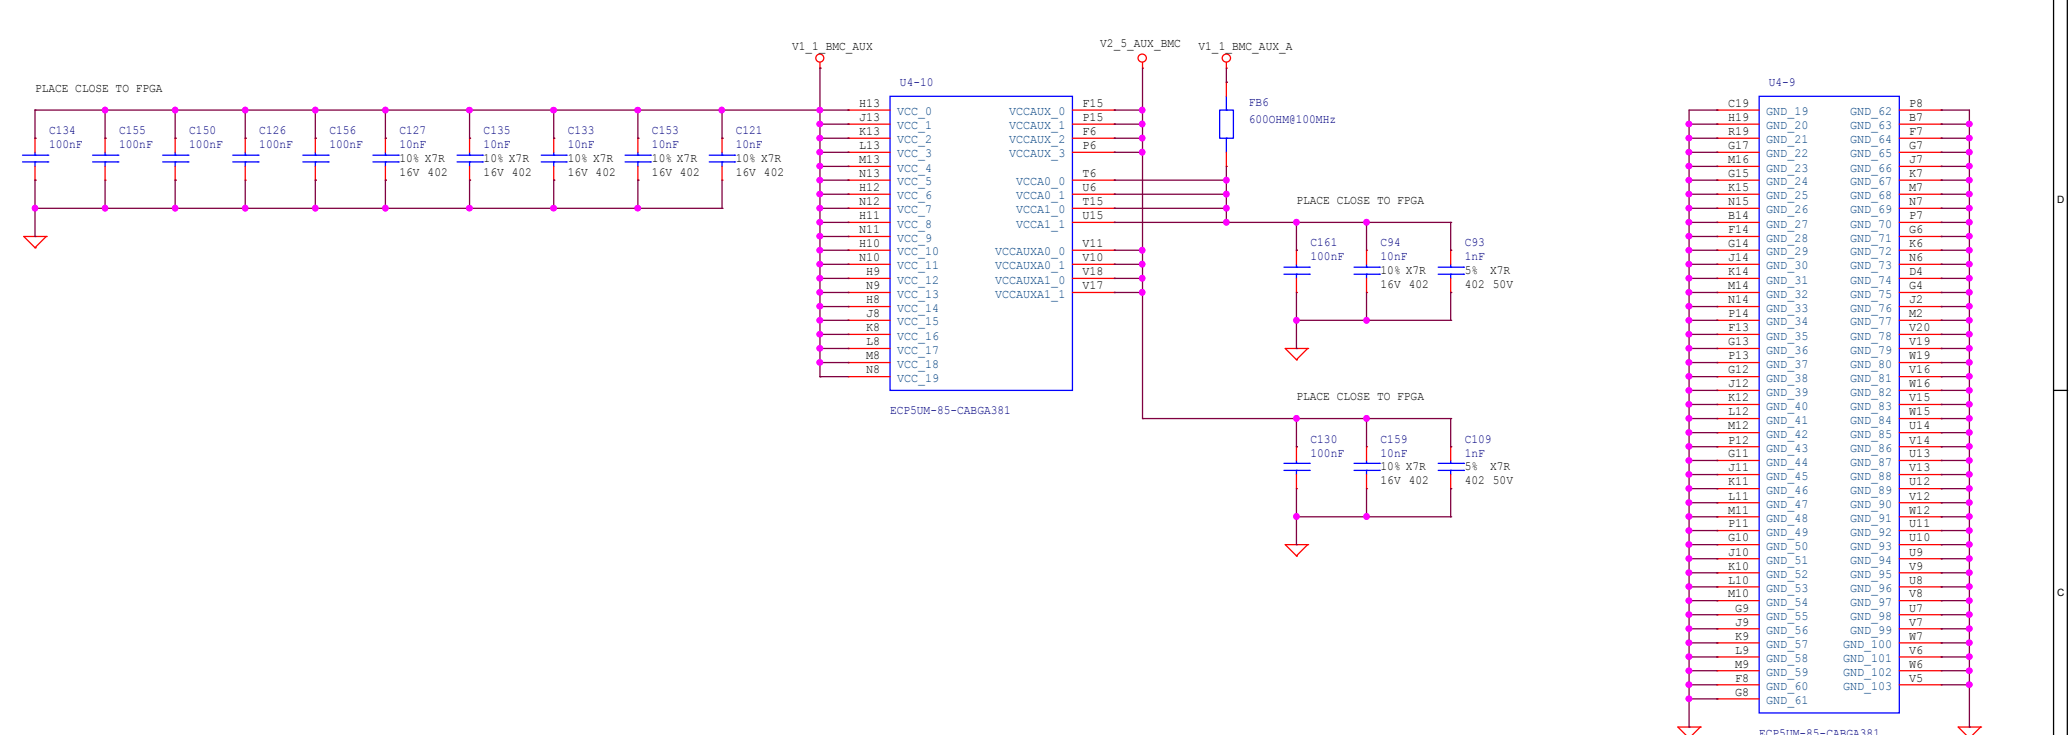 V1_1_BMC_AUX
V2_5_AUX_BMC
V1_1_BMC_AUX_A
PLACE CLOSE TO FPGA
C134
100nF
C155
100nF
C150
100nF
C126
100nF
C156
100nF
C127
10nF
10% X7R
16V 402
C135
10nF
10% X7R
16V 402
C133
10nF
10% X7R
16V 402
C153
10nF
10% X7R
16V 402
C121
10nF
10% X7R
16V 402
U4-10
H13 VCC_0 VCCAUX_0 F15
J13 VCC_1 VCCAUX_1 P15
K13 VCC_2 VCCAUX_2 F6
L13 VCC_3 VCCAUX_3 P6
M13 VCC_4
N13 VCC_5 VCCA0_0 T6
H12 VCC_6 VCCA0_1 U6
N12 VCC_7 VCCA1_0 T15
H11 VCC_8 VCCA1_1 U15
N11 VCC_9
H10 VCC_10 VCCAUXA0_0 V11
N10 VCC_11 VCCAUXA0_1 V10
H9 VCC_12 VCCAUXA1_0 V18
N9 VCC_13 VCCAUXA1_1 V17
H8 VCC_14
J8 VCC_15
K8 VCC_16
L8 VCC_17
M8 VCC_18
N8 VCC_19
ECP5UM-85-CABGA381
FB6
600OHM@100MHz
PLACE CLOSE TO FPGA
C161
100nF
C94
10nF
10% X7R
16V 402
C93
1nF
5% X7R
402 50V
PLACE CLOSE TO FPGA
C130
100nF
C159
10nF
10% X7R
16V 402
C109
1nF
5% X7R
402 50V
U4-9
C19 GND_19 GND_62 P8
H19 GND_20 GND_63 B7
R19 GND_21 GND_64 F7
G17 GND_22 GND_65 G7
M16 GND_23 GND_66 J7
G15 GND_24 GND_67 K7
K15 GND_25 GND_68 M7
N15 GND_26 GND_69 N7
B14 GND_27 GND_70 P7
F14 GND_28 GND_71 G6
G14 GND_29 GND_72 K6
J14 GND_30 GND_73 N6
K14 GND_31 GND_74 D4
M14 GND_32 GND_75 G4
N14 GND_33 GND_76 J2
P14 GND_34 GND_77 M2
F13 GND_35 GND_78 V20
G13 GND_36 GND_79 V19
P13 GND_37 GND_80 W19
G12 GND_38 GND_81 V16
J12 GND_39 GND_82 W16
K12 GND_40 GND_83 V15
L12 GND_41 GND_84 W15
M12 GND_42 GND_85 U14
P12 GND_43 GND_86 V14
G11 GND_44 GND_87 U13
J11 GND_45 GND_88 V13
K11 GND_46 GND_89 U12
L11 GND_47 GND_90 V12
M11 GND_48 GND_91 W12
P11 GND_49 GND_92 U11
G10 GND_50 GND_93 U10
J10 GND_51 GND_94 U9
K10 GND_52 GND_95 V9
L10 GND_53 GND_96 U8
M10 GND_54 GND_97 V8
G9 GND_55 GND_98 U7
J9 GND_56 GND_99 V7
K9 GND_57 GND_100 W7
L9 GND_58 GND_101 V6
M9 GND_59 GND_102 W6
F8 GND_60 GND_103 V5
G8 GND_61
ECP5UM-85-CABGA381
D
C